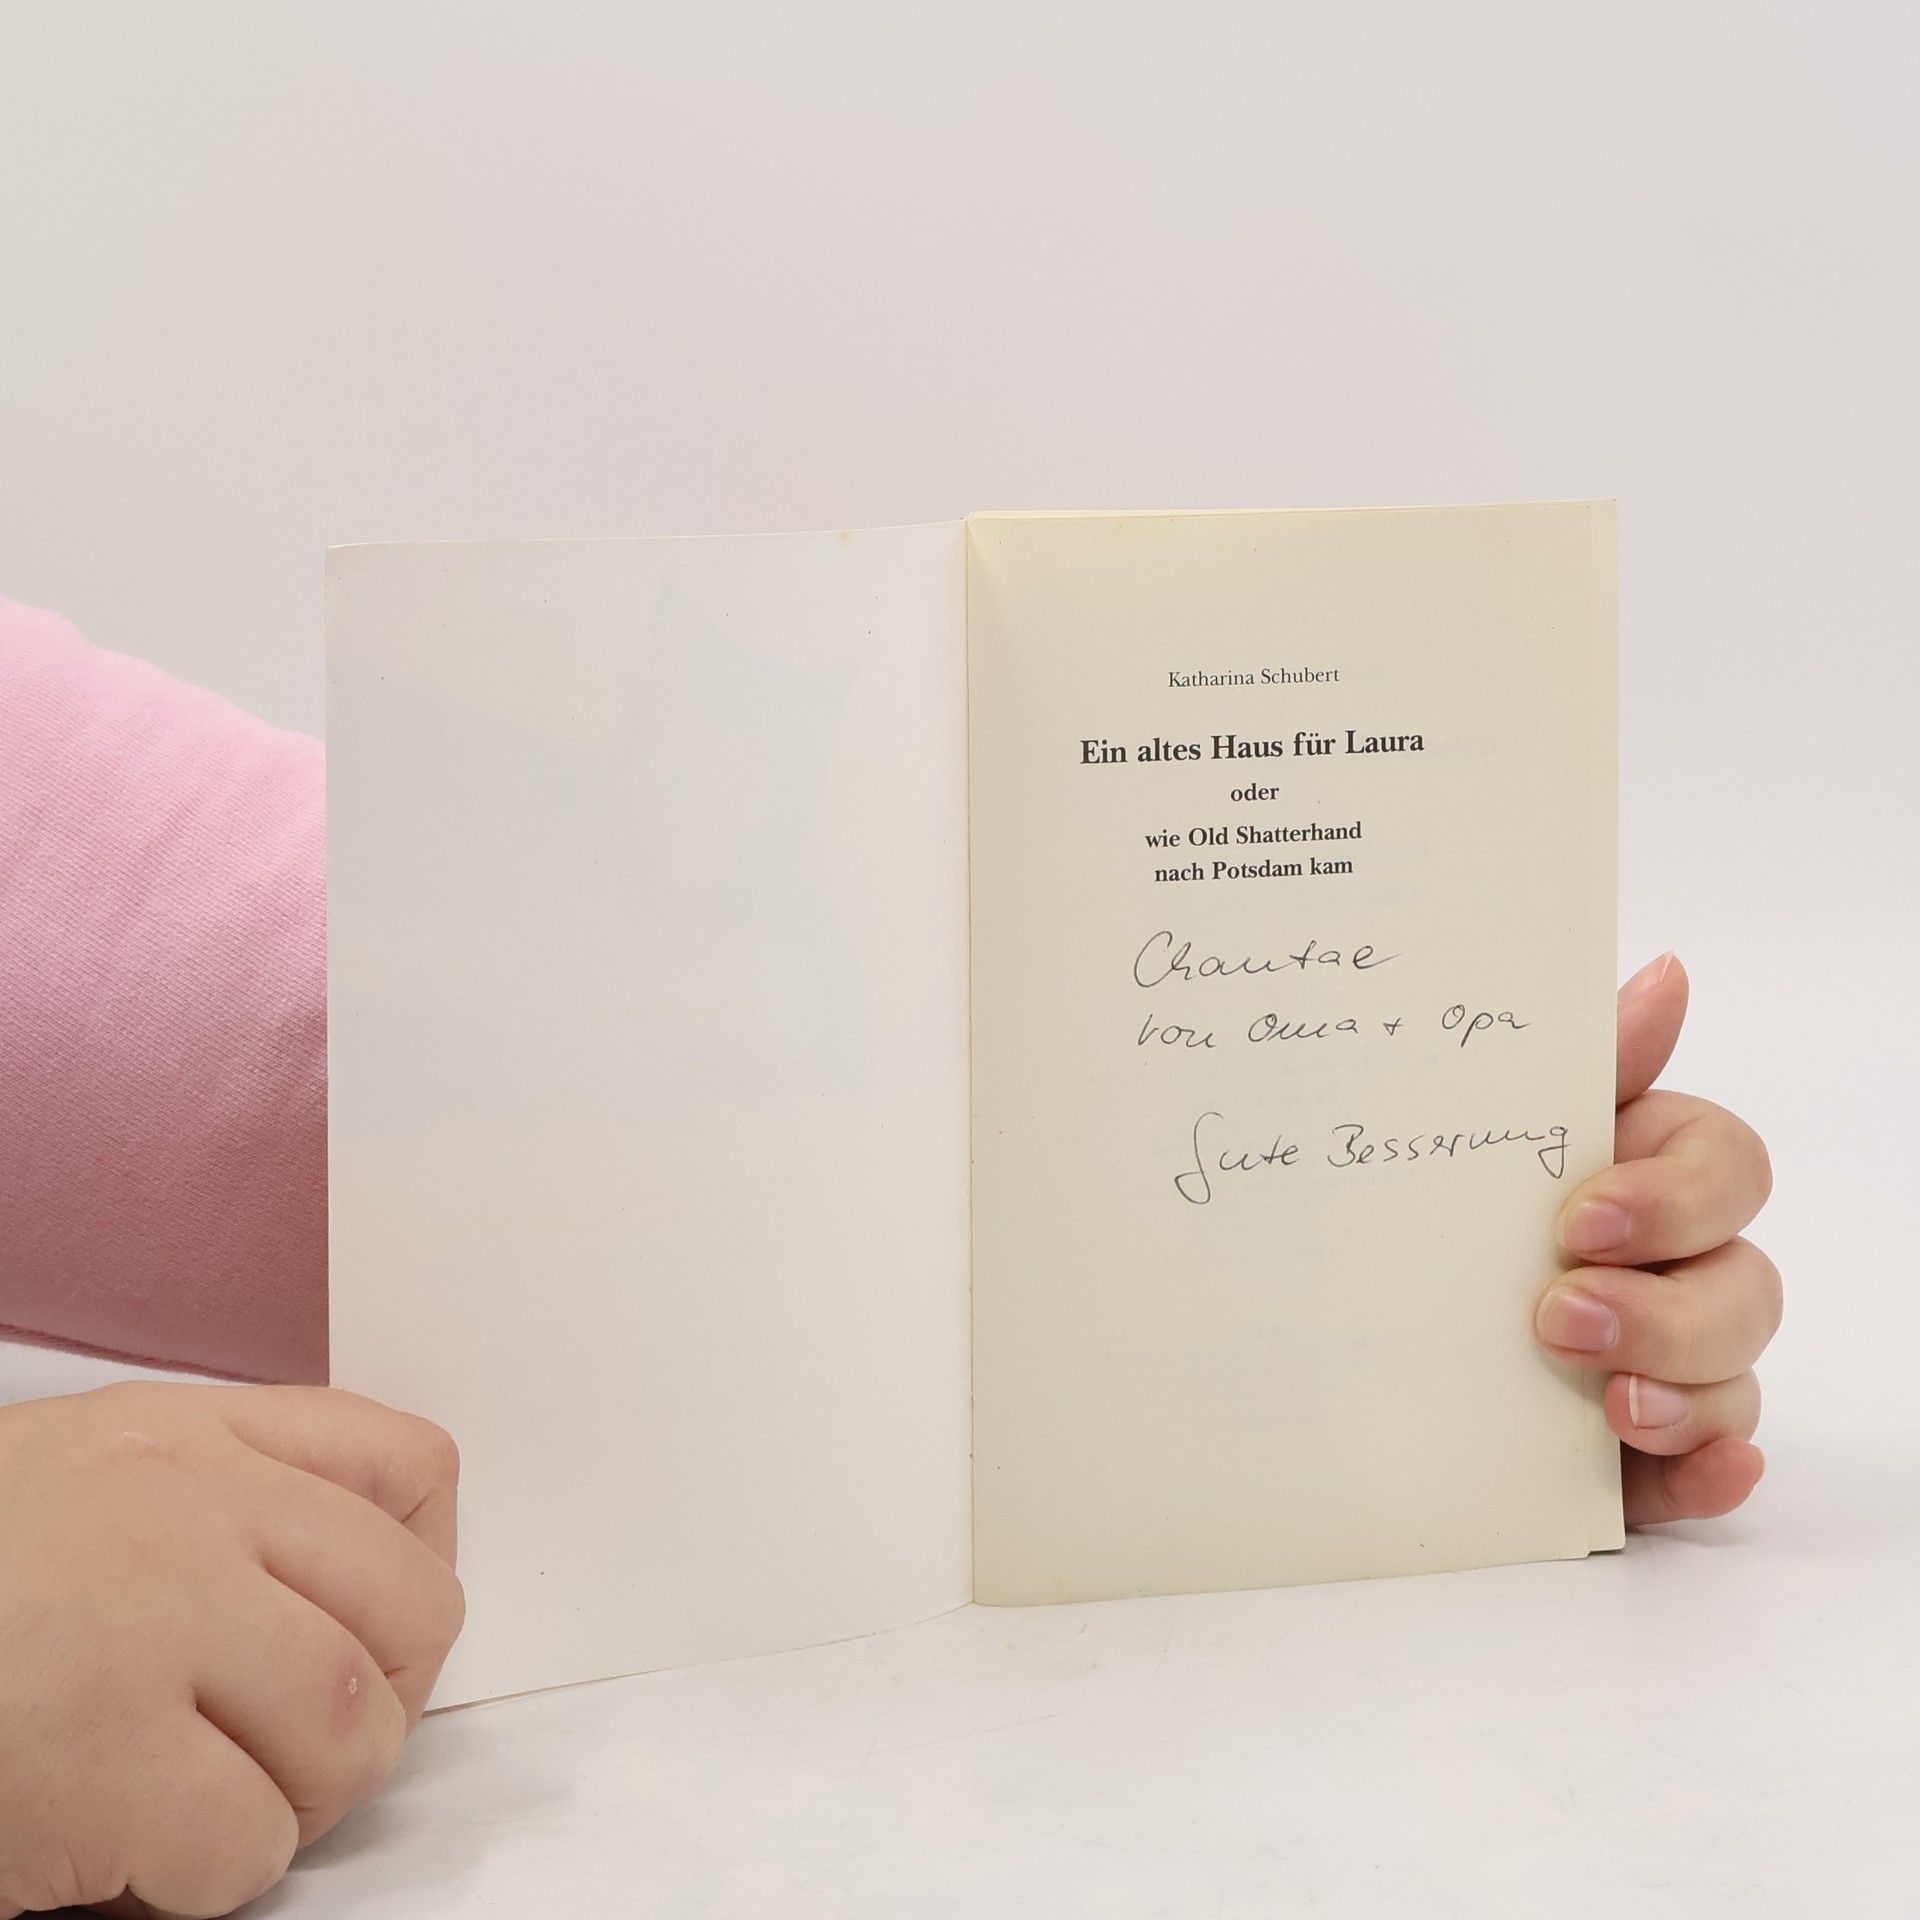 Katharina Schubert
Ein altes Haus für Laura
oder
wie Old Shatterhand
nach Potsdam kam
Chantal
von Oma + Opa
Gute Besserung